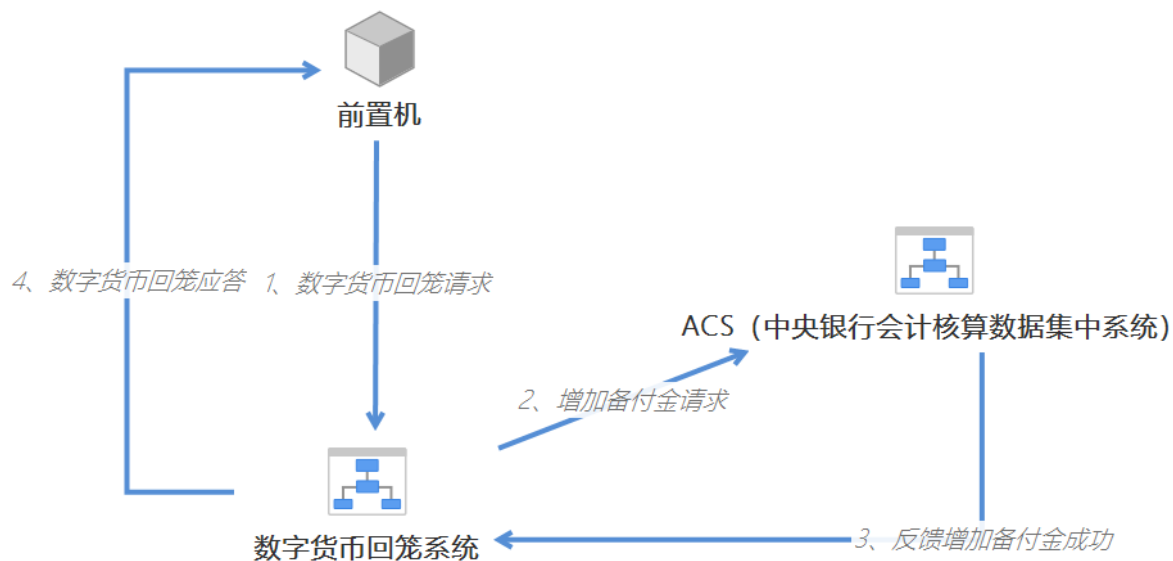 前置机
4、数字货币回笼应答
1、数字货币回笼请求
ACS（中央银行会计核算数据集中系统）
2、增加备付金请求
数字货币回笼系统
3、反馈增加备付金成功